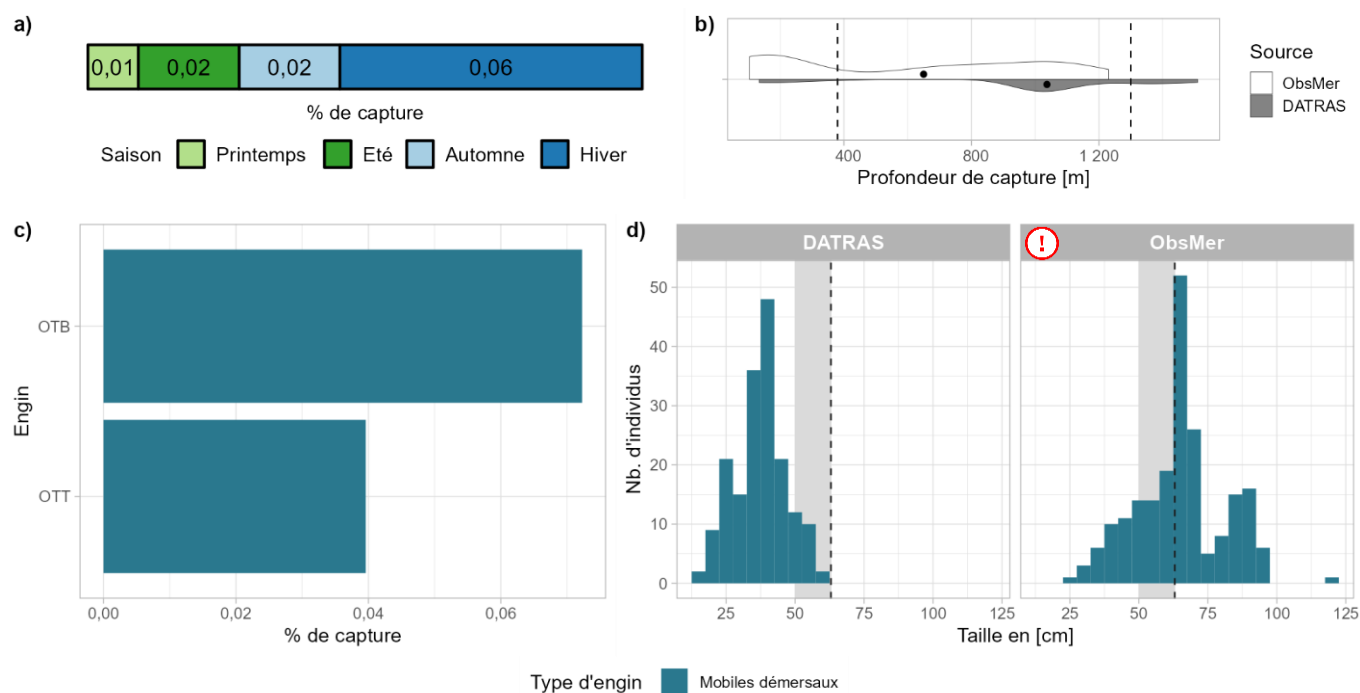 a)
0,01 0,02 0,02 0,06
% de capture
Saison Printemps Eté Automne Hiver
b)
400 800 1 200
Profondeur de capture [m]
Source
ObsMer
DATRAS
c)
Engin
OTB
OTT
0,00 0,02 0,04 0,06
% de capture
d)
DATRAS
! ObsMer
Nb. d'individus
50
40
30
20
10
0
25 50 75 100 125 25 50 75 100 125
Taille en [cm]
Type d'engin Mobiles démersaux